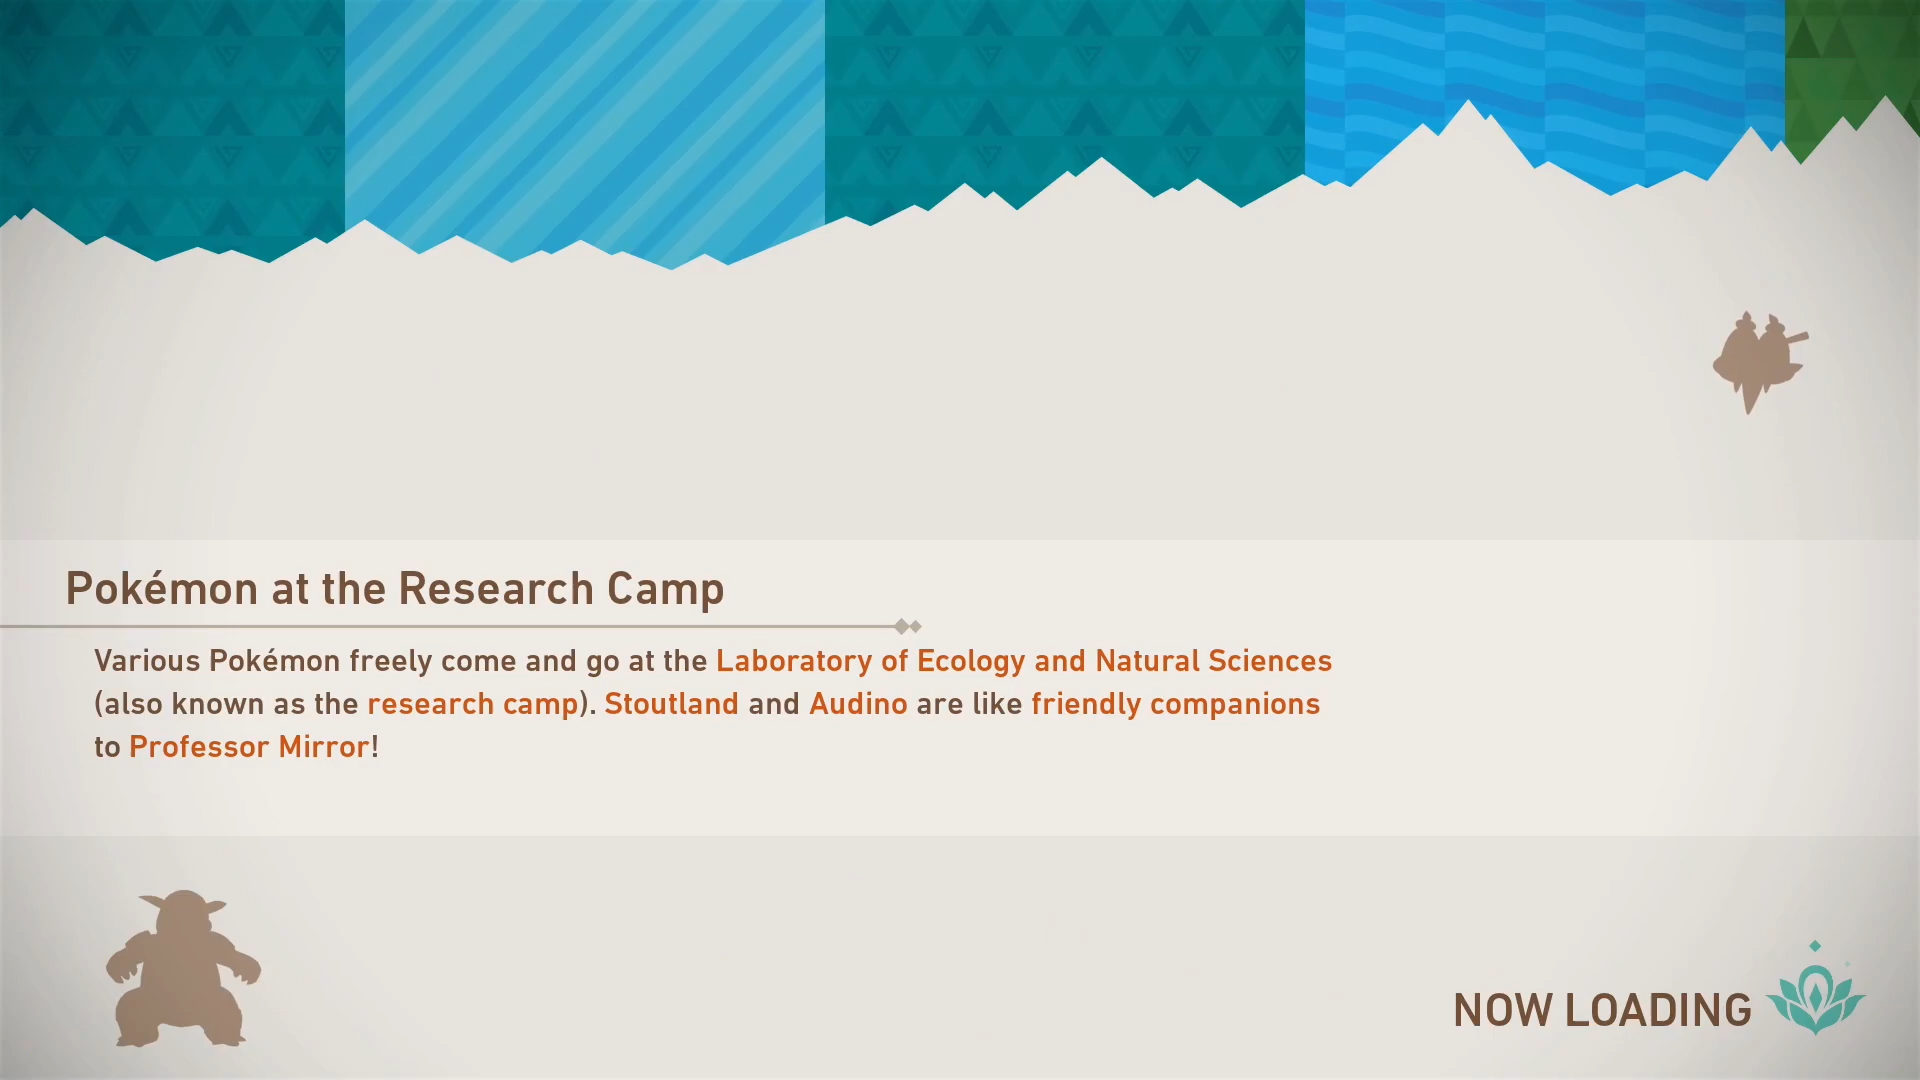 Pokémon at the Research Camp
Various Pokémon freely come and go at the Laboratory of Ecology and Natural Sciences
(also known as the research camp). Stoutland and Audino are like friendly companions
to Professor Mirror!
NOW LOADING